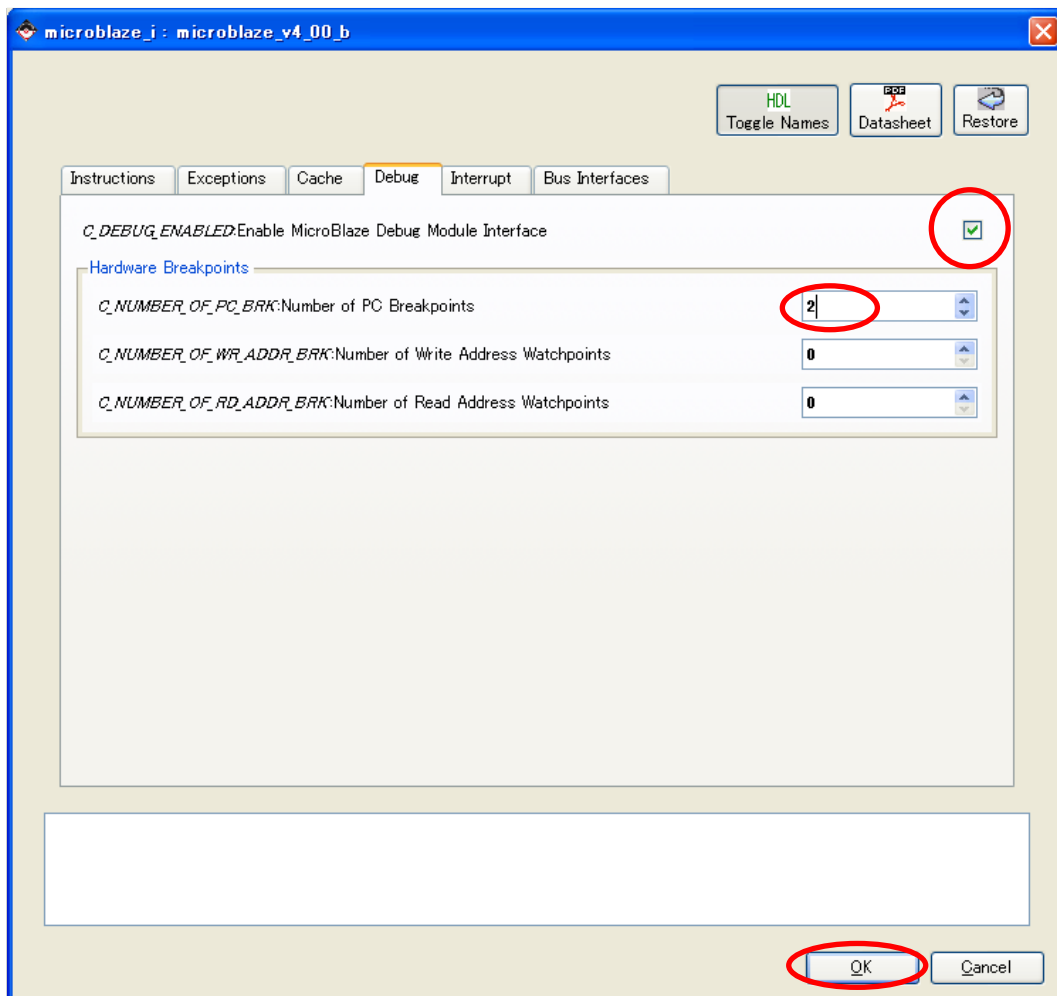 microblaze_i : microblaze_v4_00_b
HDL
Toggle Names
PDF
Datasheet
Restore
Instructions Exceptions Cache Debug Interrupt Bus Interfaces
C_DEBUG_ENABLED:Enable MicroBlaze Debug Module Interface
Hardware Breakpoints
C_NUMBER_OF_PC_BRK:Number of PC Breakpoints 2
C_NUMBER_OF_WR_ADDR_BRK:Number of Write Address Watchpoints 0
C_NUMBER_OF_RD_ADDR_BRK:Number of Read Address Watchpoints 0
OK Cancel